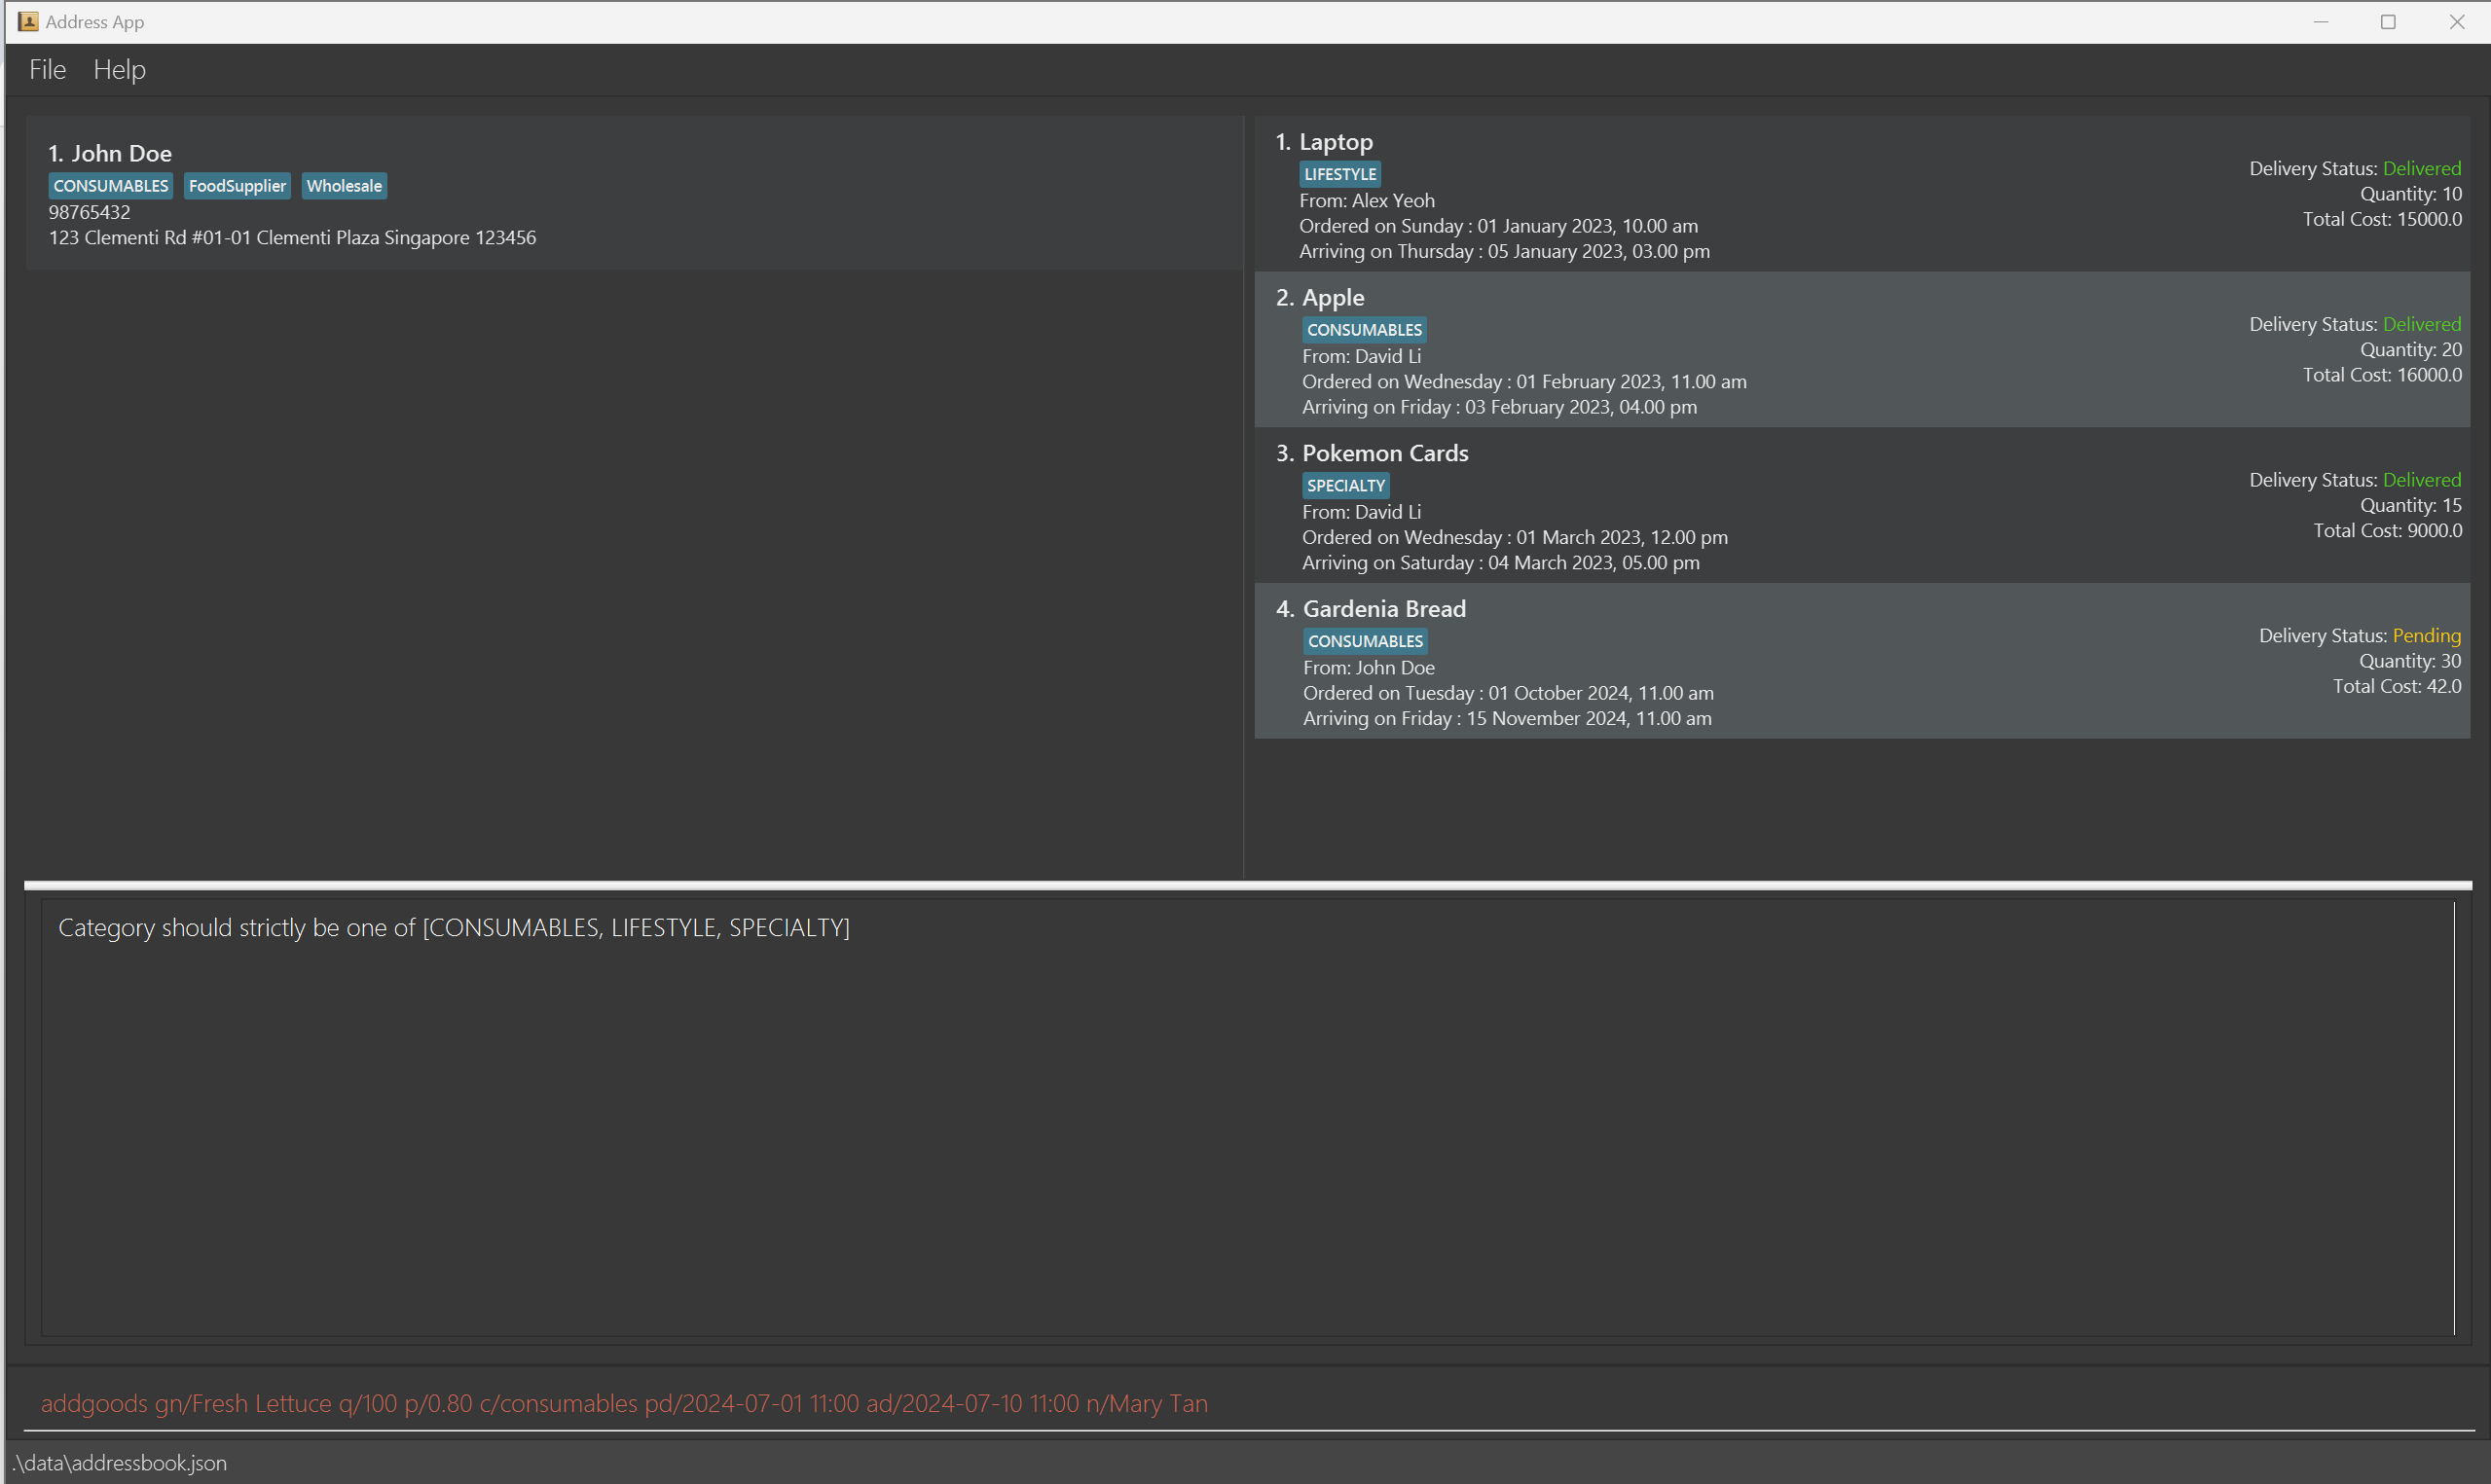 Address App
File Help
1. John Doe
CONSUMABLES FoodSupplier Wholesale
98765432
123 Clementi Rd #01-01 Clementi Plaza Singapore 123456
1. Laptop
LIFESTYLE
From: Alex Yeoh
Ordered on Sunday : 01 January 2023, 10.00 am
Arriving on Thursday : 05 January 2023, 03.00 pm
Delivery Status: Delivered
Quantity: 10
Total Cost: 15000.0
2. Apple
CONSUMABLES
From: David Li
Ordered on Wednesday : 01 February 2023, 11.00 am
Arriving on Friday : 03 February 2023, 04.00 pm
Delivery Status: Delivered
Quantity: 20
Total Cost: 16000.0
3. Pokemon Cards
SPECIALTY
From: David Li
Ordered on Wednesday : 01 March 2023, 12.00 pm
Arriving on Saturday : 04 March 2023, 05.00 pm
Delivery Status: Delivered
Quantity: 15
Total Cost: 9000.0
4. Gardenia Bread
CONSUMABLES
From: John Doe
Ordered on Tuesday : 01 October 2024, 11.00 am
Arriving on Friday : 15 November 2024, 11.00 am
Delivery Status: Pending
Quantity: 30
Total Cost: 42.0
Category should strictly be one of [CONSUMABLES, LIFESTYLE, SPECIALTY]
addgoods gn/Fresh Lettuce q/100 p/0.80 c/consumables pd/2024-07-01 11:00 ad/2024-07-10 11:00 n/Mary Tan
.\data\addressbook.json